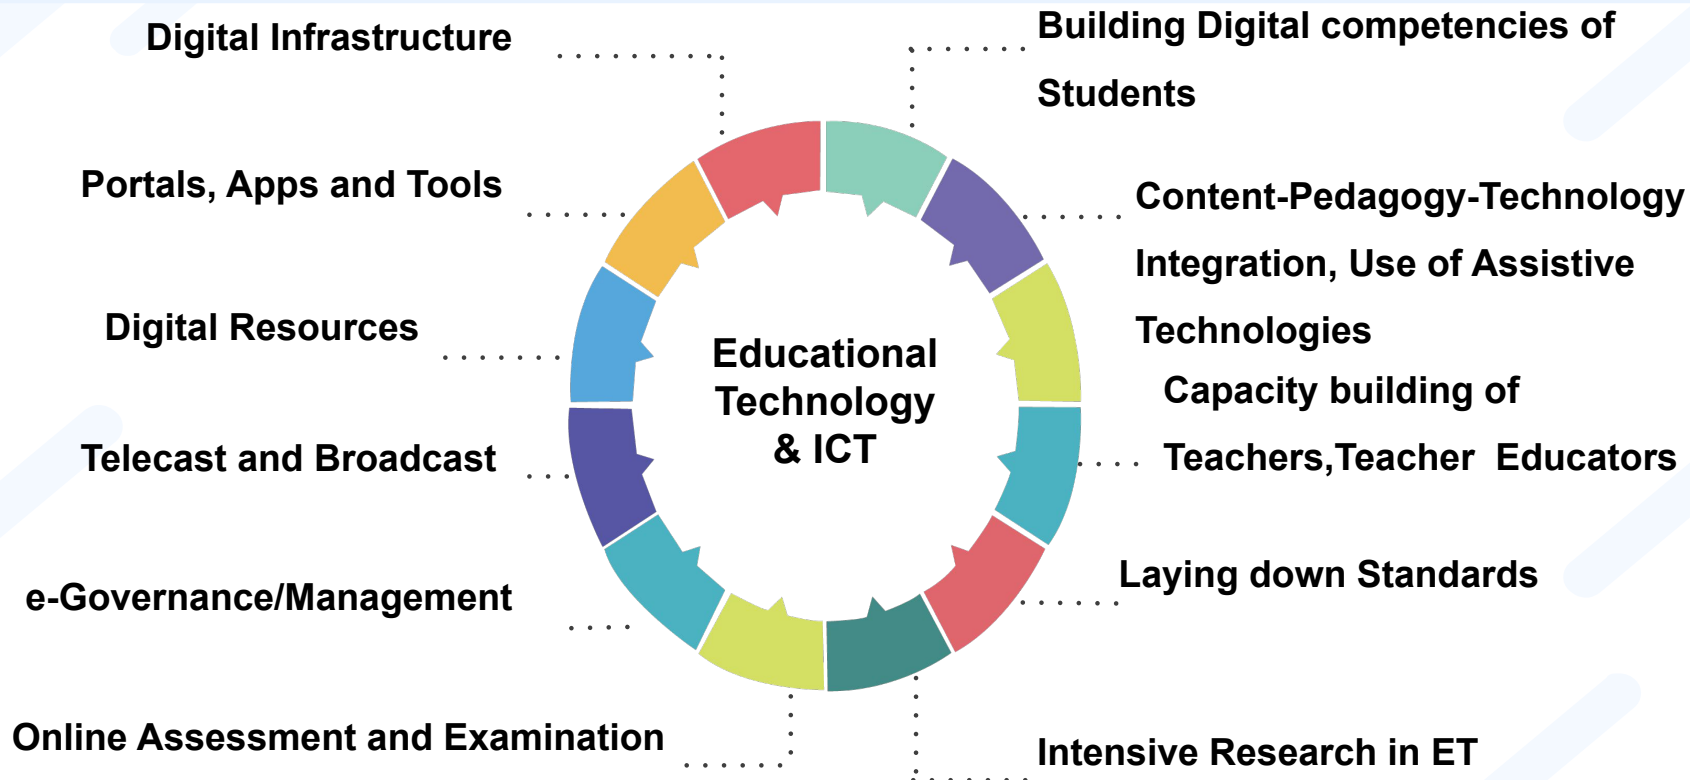 Digital Infrastructure
Building Digital competencies of
Students
Portals, Apps and Tools
Content-Pedagogy-Technology
Integration, Use of Assistive
Technologies
Digital Resources
Educational
Technology
& ICT
Capacity building of
Teachers,Teacher Educators
Telecast and Broadcast
Laying down Standards
e-Governance/Management
Online Assessment and Examination
Intensive Research in ET